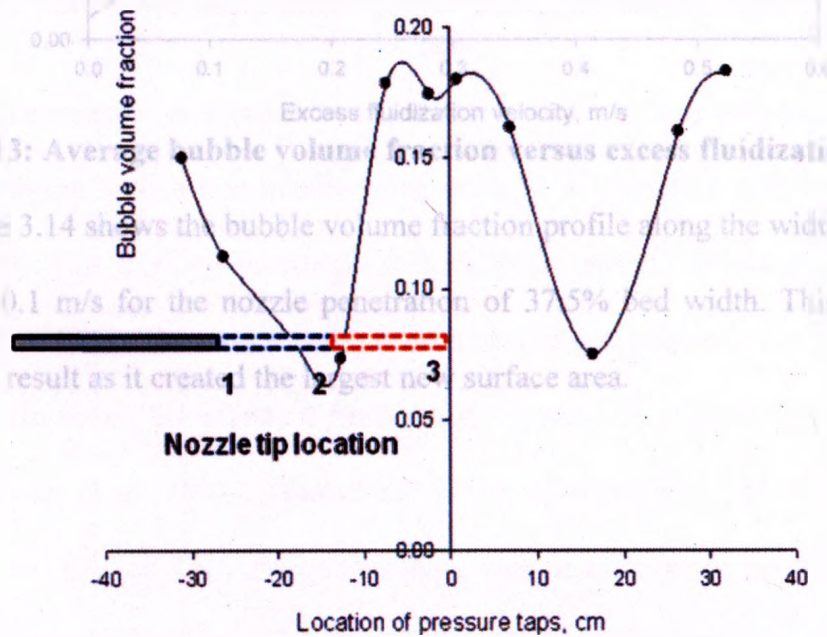 0.20
0.00
0.0 0.1 0.2 0.3 0.4 0.5 0.6
Excess fluidization velocity, m/s
Bubble volume fraction
3: Average bubble volume fraction versus excess fluidizati
0.15
3.14 shows the bubble volume fraction profile along the widt
0.10
0.1 m/s for the nozzle penetration of 37.5% bed width. Thi
1 2 3
result as it created the largest new surface area.
0.05
Nozzle tip location
0.00
-40 -30 -20 -10 0 10 20 30 40
Location of pressure taps, cm